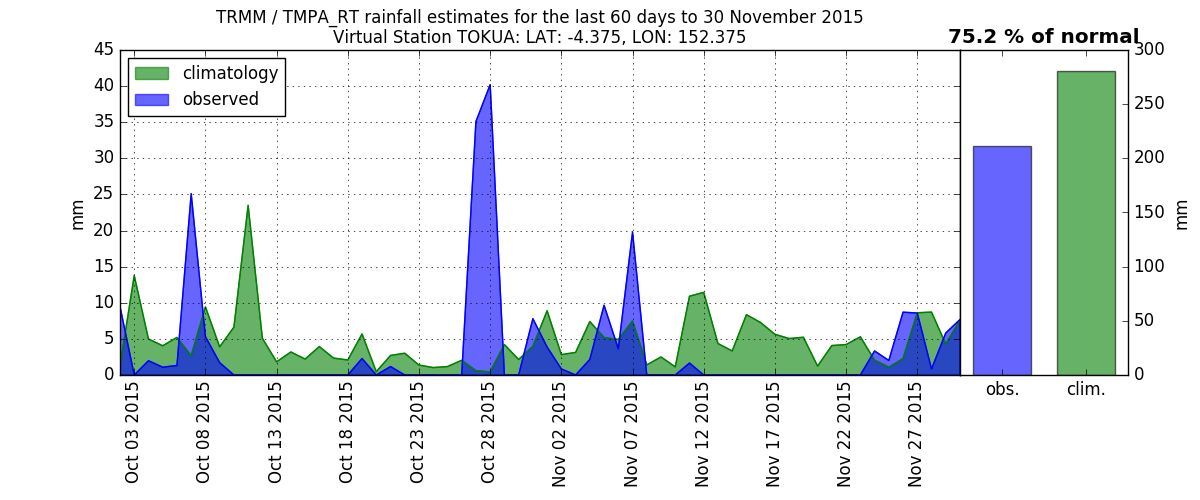 TRMM / TMPA_RT rainfall estimates for the last 60 days to 30 November 2015
Virtual Station TOKUA: LAT: -4.375, LON: 152.375
75.2 % of normal
climatology
observed
45
40
35
30
25
20
15
10
5
0
mm
Oct 03 2015
Oct 08 2015
Oct 13 2015
Oct 18 2015
Oct 23 2015
Oct 28 2015
Nov 02 2015
Nov 07 2015
Nov 12 2015
Nov 17 2015
Nov 22 2015
Nov 27 2015
300
250
200
150
100
50
0
mm
obs.
clim.